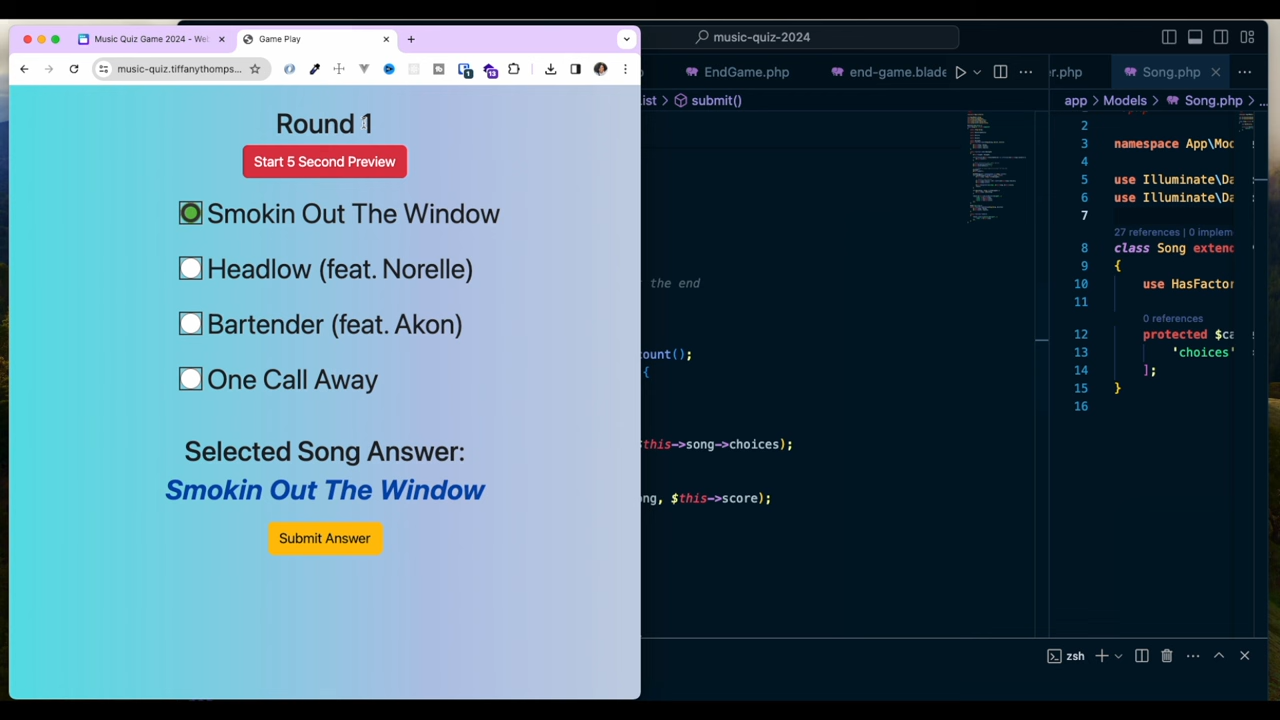 Music Quiz Game 2024 - We
Game Play
music-quiz.tiffanythomps...
1
13
Round 1
Start 5 Second Preview
Smokin Out The Window
Headlow (feat. Norelle)
Bartender (feat. Akon)
One Call Away
Selected Song Answer:
Smokin Out The Window
Submit Answer
music-quiz-2024
EndGame.php
end-game.blade
er.php
Song.php
ist > submit()
the end
ount();
{
this->song->choices);
ng, $this->score);
app > Models > Song.php > ...
2
3 namespace App\Mod
4
5 use Illuminate\Da
6 use Illuminate\Da
7
27 references | 0 implem
8 class Song extend
9 {
10 use HasFactor
11
0 references
12 protected $ca
13 'choices'
14 ];
15 }
16
zsh